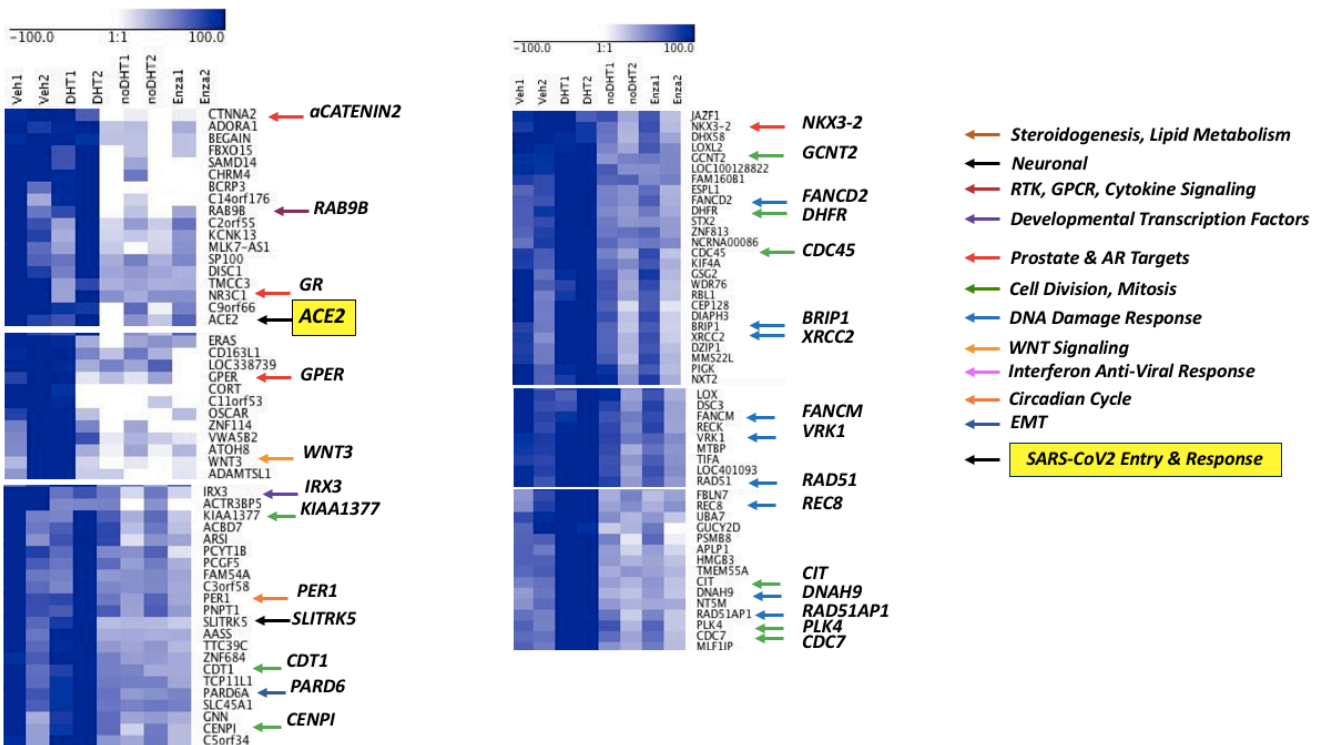 -100.0 1:1 100.0
Veh1 Veh2 DHT1 DHT2 noDHT1 noDHT2 Enza1 Enza2
CTNNA2 aCATENIN2
ADORA1
BEGAIN
FBXO15
SAMD14
CHRM4
BCRP3
C14orf176
RAB9B RAB9B
C2orf55
KCNK13
MLK7-AS1
SP100
DISC1
TMCC3
NR3C1 GR
C9orf66
ACE2 ACE2
ERAS
CD163L1
LOC338739
GPER GPER
CORT
C11orf53
OSCAR
ZNF114
VWA5B2
ATOH8
WNT3 WNT3
ADAMTSL1
IRX3 IRX3
ACTR3BP5
KIAA1377 KIAA1377
ACBD7
ARSI
PCYT1B
PCGF5
FAM54A
C3orf58
PER1 PER1
PNPT1
SLITRK5 SLITRK5
AASS
TTC39C
ZNF684
CDT1 CDT1
TCP11L1
PARD6A PARD6
SLC45A1
GNN
CENPI CENPI
C5orf34
-100.0 1:1 100.0
Veh1 Veh2 DHT1 DHT2 noDHT1 noDHT2 Enza1 Enza2
JAZF1
NKX3-2 NKX3-2
DHX58
LOXL2
GCNT2 GCNT2
LOC100128822
FAM160B1
ESPL1
FANCD2 FANCD2
DHFR DHFR
STX2
ZNF813
NCRNA00086
CDC45 CDC45
KIF4A
GSG2
WDR76
RBL1
CEP128
DIAPH3
BRIP1 BRIP1
XRCC2 XRCC2
DZIP1
MMS22L
PIGK
NXT2
LOX
DSC3
FANCM FANCM
RECK
VRK1 VRK1
MTBP
TIFA
LOC401093
RAD51 RAD51
FBLN7
REC8 REC8
UBA7
GUCY2D
PSMB8
APLP1
HMGB3
TMEM55A
CIT CIT
DNAH9 DNAH9
NT5M
RAD51AP1 RAD51AP1
PLK4 PLK4
CDC7 CDC7
MLF1IP
Steroidogenesis, Lipid Metabolism
Neuronal
RTK, GPCR, Cytokine Signaling
Developmental Transcription Factors
Prostate & AR Targets
Cell Division, Mitosis
DNA Damage Response
WNT Signaling
Interferon Anti-Viral Response
Circadian Cycle
EMT
SARS-CoV2 Entry & Response